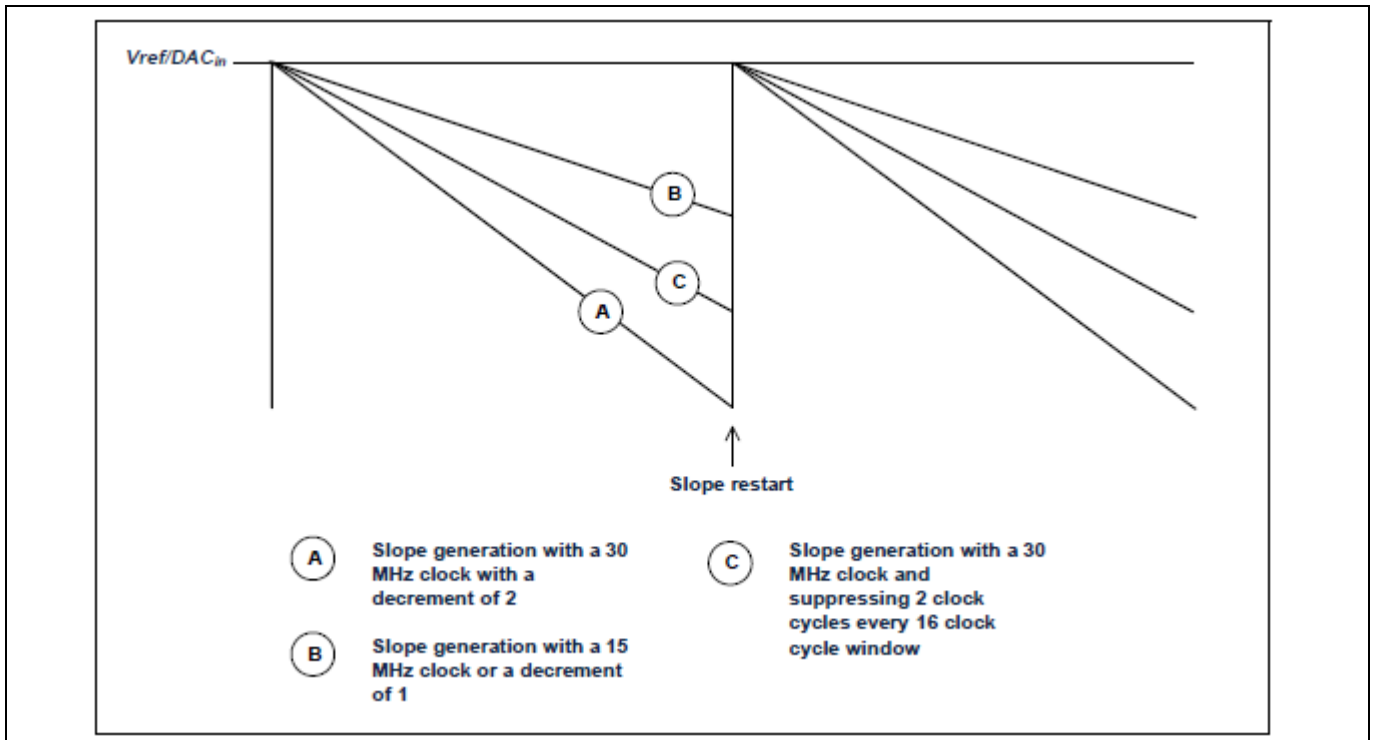 Vref/DACin
B
C
A
Slope restart
A
Slope generation with a 30
MHz clock with a
decrement of 2
B
Slope generation with a 15
MHz clock or a decrement
of 1
C
Slope generation with a 30
MHz clock and
suppressing 2 clock
cycles every 16 clock
cycle window